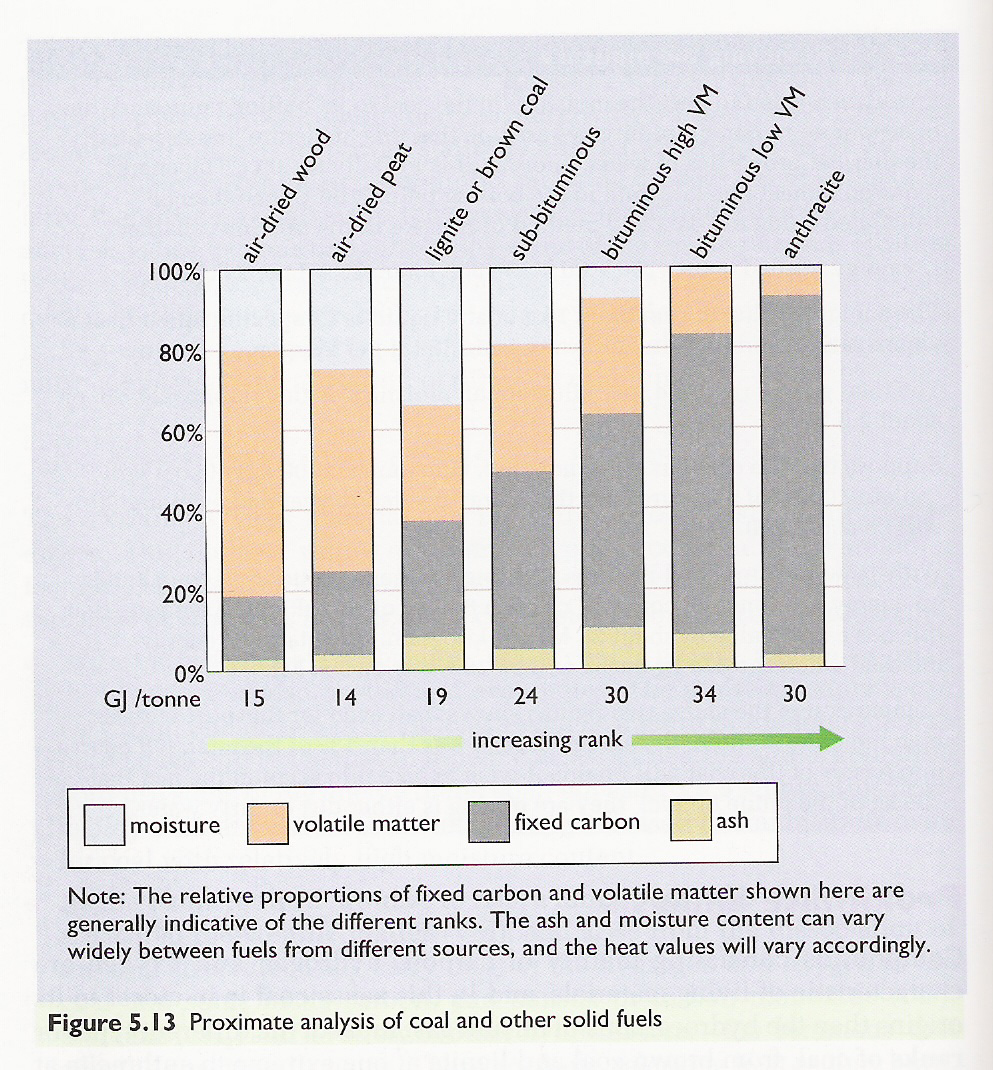 air-dried wood
air-dried peat
lignite or brown coal
sub-bituminous
bituminous high VM
bituminous low VM
anthracite
100%
80%
60%
40%
20%
0%
GJ /tonne 15 14 19 24 30 34 30
increasing rank
moisture volatile matter fixed carbon ash
Note: The relative proportions of fixed carbon and volatile matter shown here are
generally indicative of the different ranks. The ash and moisture content can vary
widely between fuels from different sources, and the heat values will vary accordingly.
Figure 5.13 Proximate analysis of coal and other solid fuels